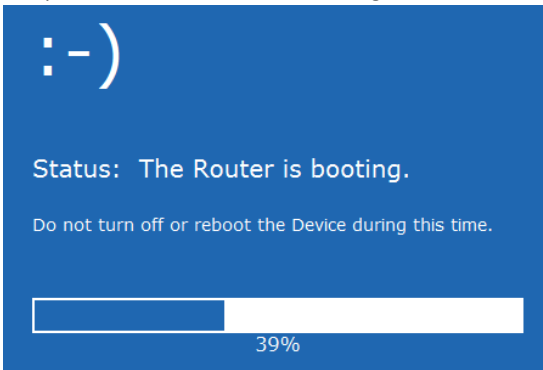 :-)
Status:  The Router is booting.
Do not turn off or reboot the Device during this time.
39%